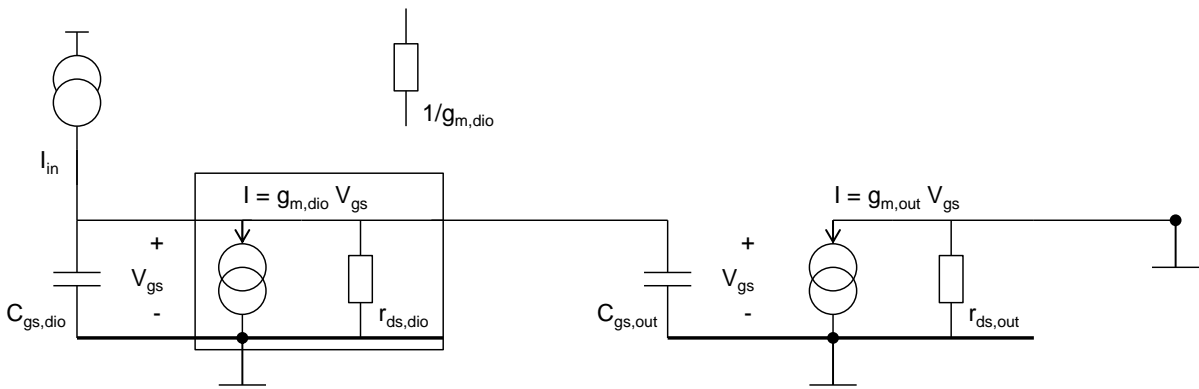 1/gm,dio
Iin
I = gm,dio Vgs
I = gm,out Vgs
+
Vgs
-
+
Vgs
-
Cgs,dio
rds,dio
Cgs,out
rds,out